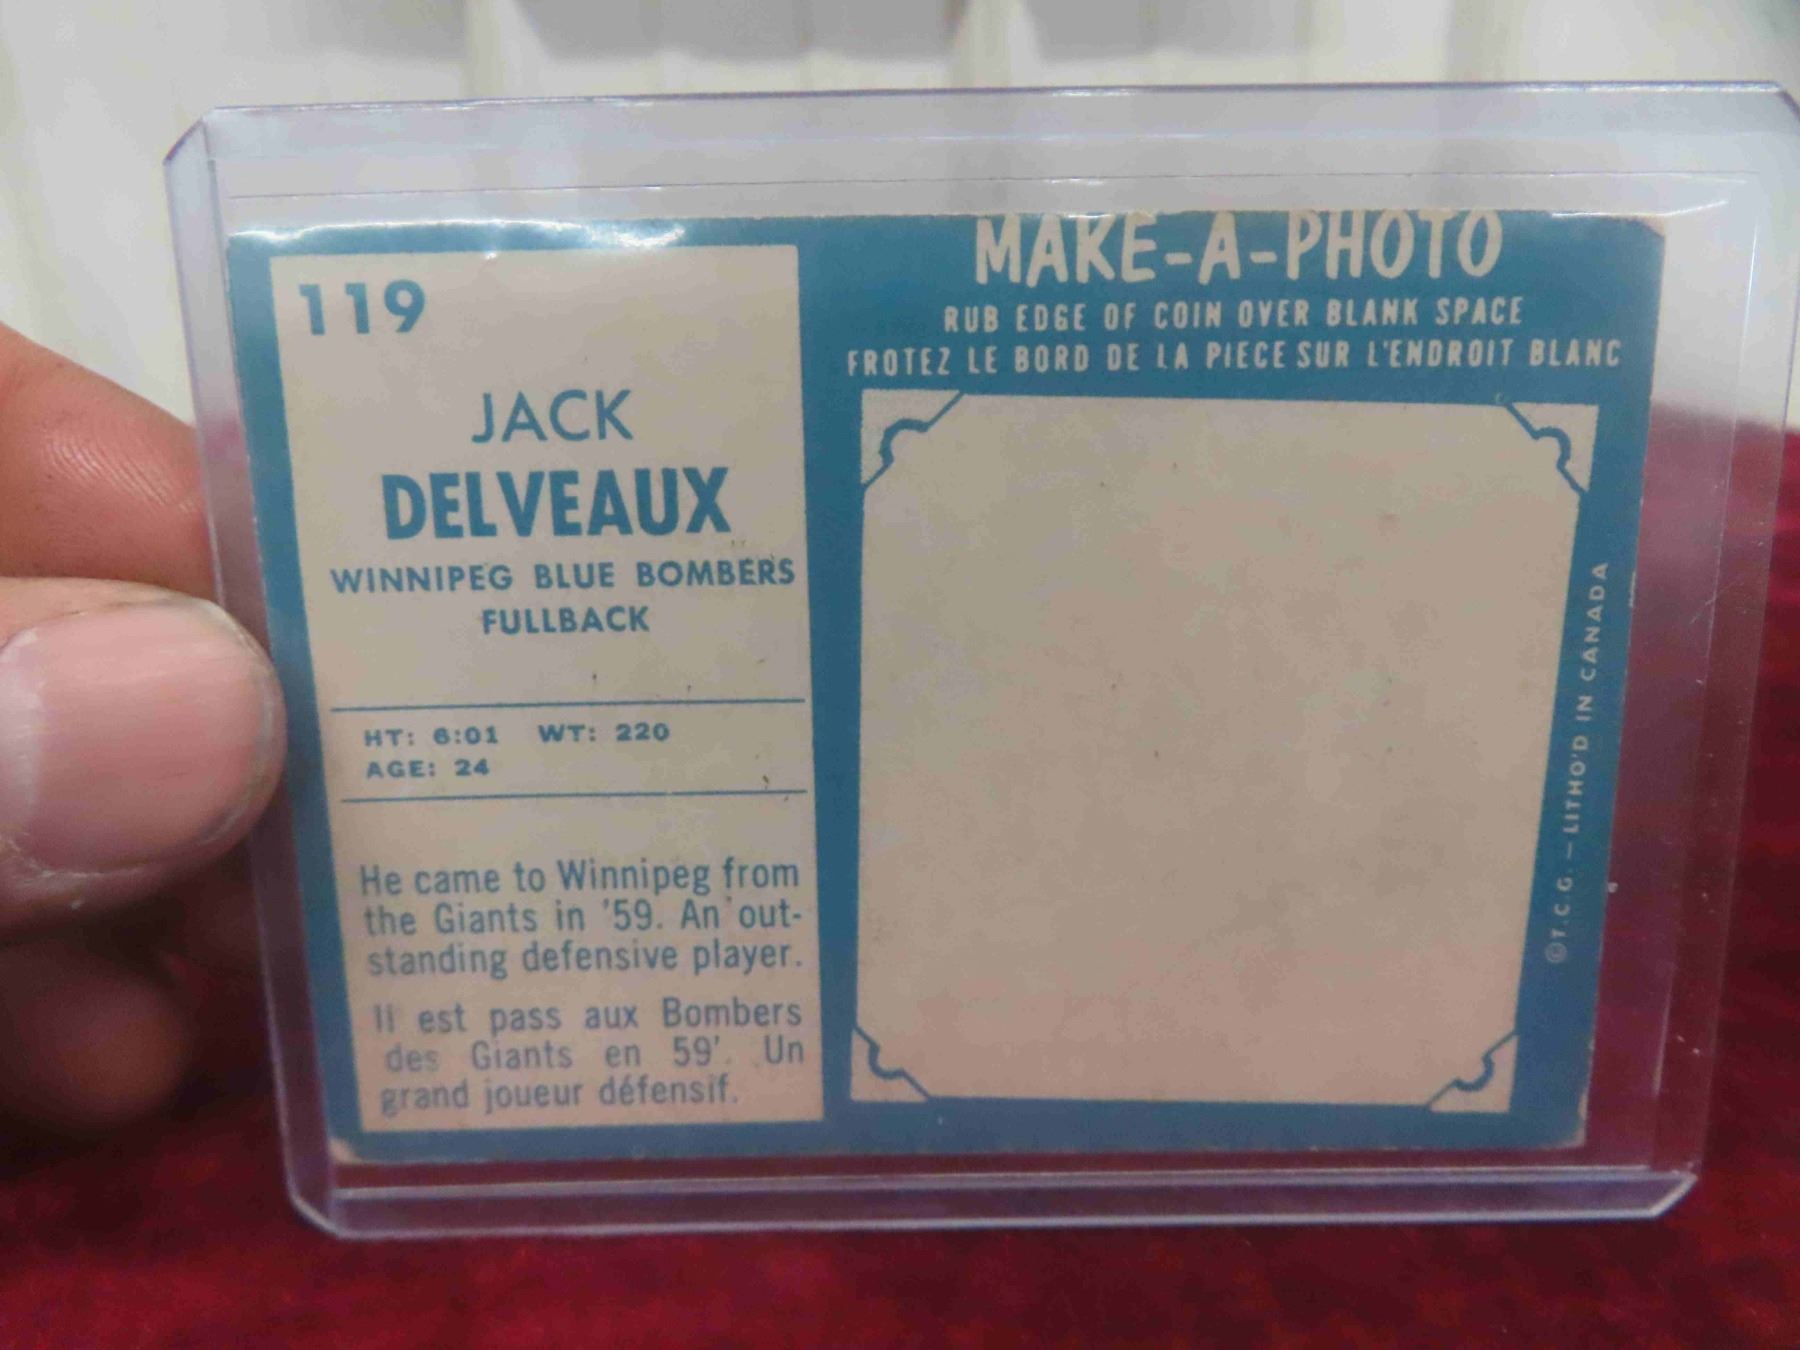 119
JACK
DELVEAUX
WINNIPEG BLUE BOMBERS
FULLBACK
HT: 6:01 WT: 220
AGE: 24
He came to Winnipeg from
the Giants in '59. An out-
standing defensive player.
Il est pass aux Bombers
des Giants en 59'. Un
grand joueur défensif.
MAKE-A-PHOTO
RUB EDGE OF COIN OVER BLANK SPACE
FROTEZ LE BORD DE LA PIECE SUR L'ENDROIT BLANC
©T.C.G. – LITHO'D IN CANADA